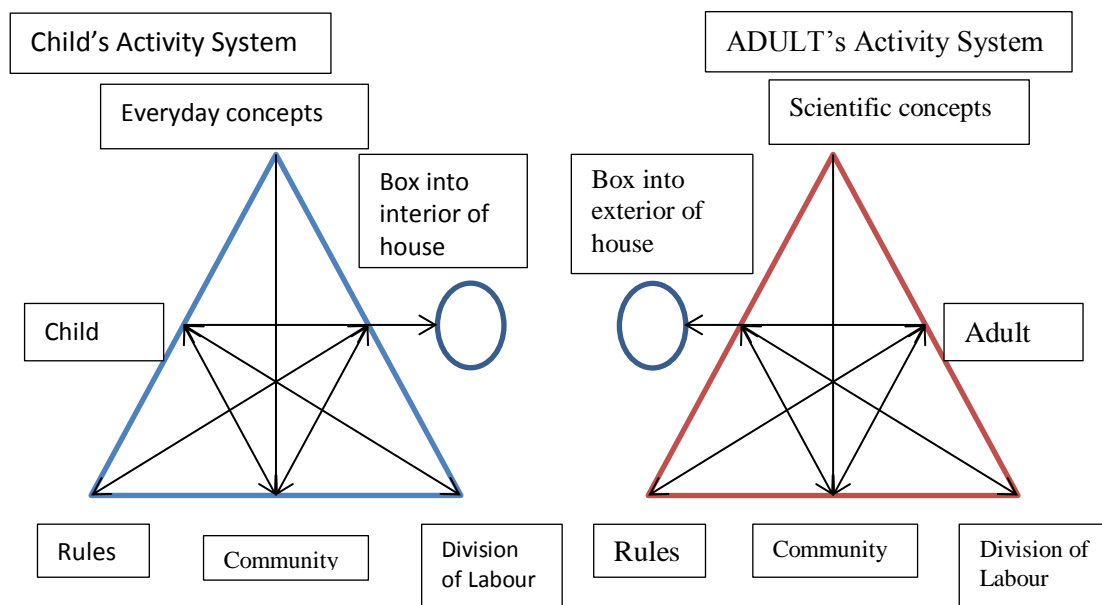 Child's Activity System
ADULT's Activity System
Everyday concepts
Scientific concepts
Box into
interior of
house
Box into
exterior of
house
Child
Adult
Rules
Community
Division
of Labour
Rules
Community
Division of
Labour